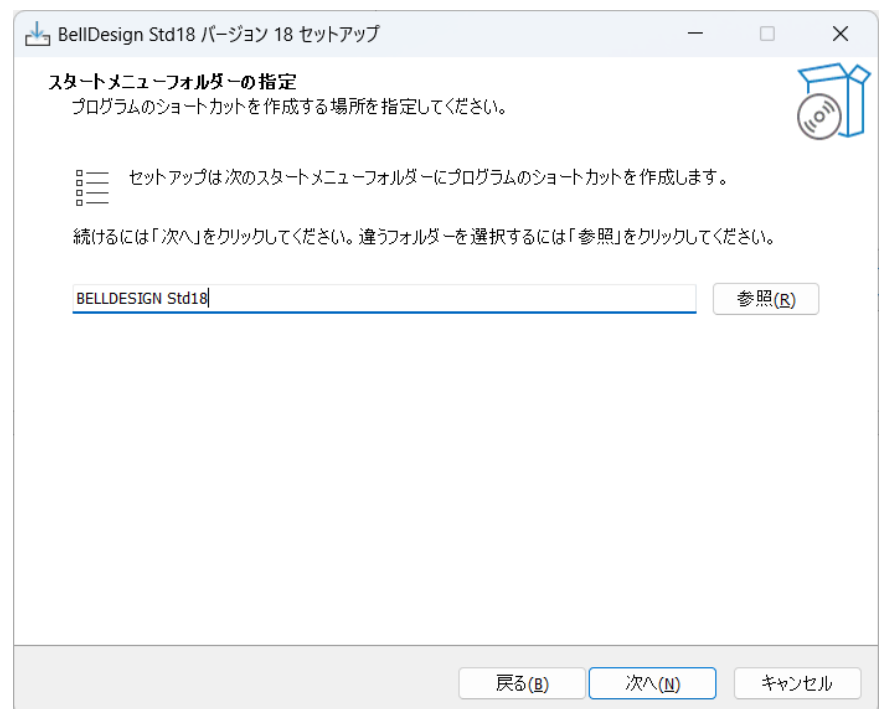 BellDesign Std18 バージョン 18 セットアップ
スタートメニューフォルダーの指定
プログラムのショートカットを作成する場所を指定してください。
セットアップは次のスタートメニューフォルダーにプログラムのショートカットを作成します。
続けるには「次へ」をクリックしてください。違うフォルダーを選択するには「参照」をクリックしてください。
BELLDESIGN Std18 参照(R)
戻る(B) 次へ(N) キャンセル